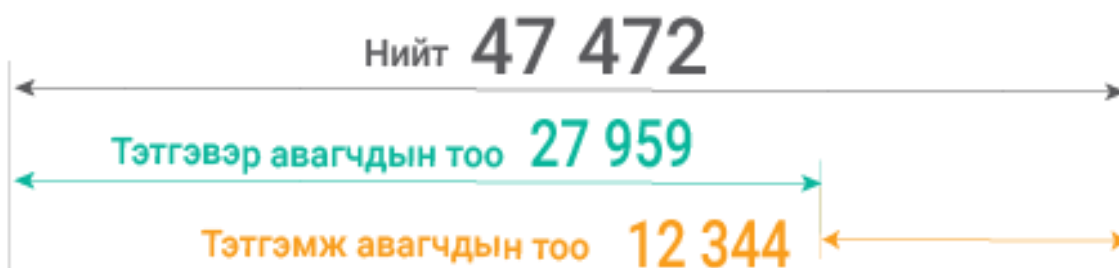 Нийт 47 472
Тэтгэвэр авагчдын тоо 27 959
Тэтгэмж авагчдын тоо 12 344